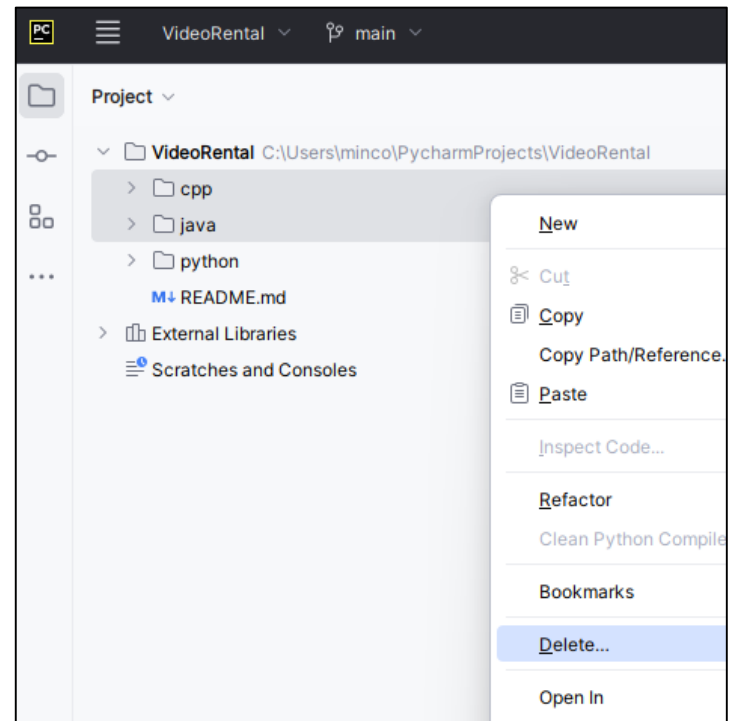 PC VideoRental main
Project
VideoRental C:\Users\minco\PycharmProjects\VideoRental
cpp
java
python
M↓ README.md
External Libraries
Scratches and Consoles
New
Cut
Copy
Copy Path/Reference.
Paste
Inspect Code...
Refactor
Clean Python Compile
Bookmarks
Delete...
Open In